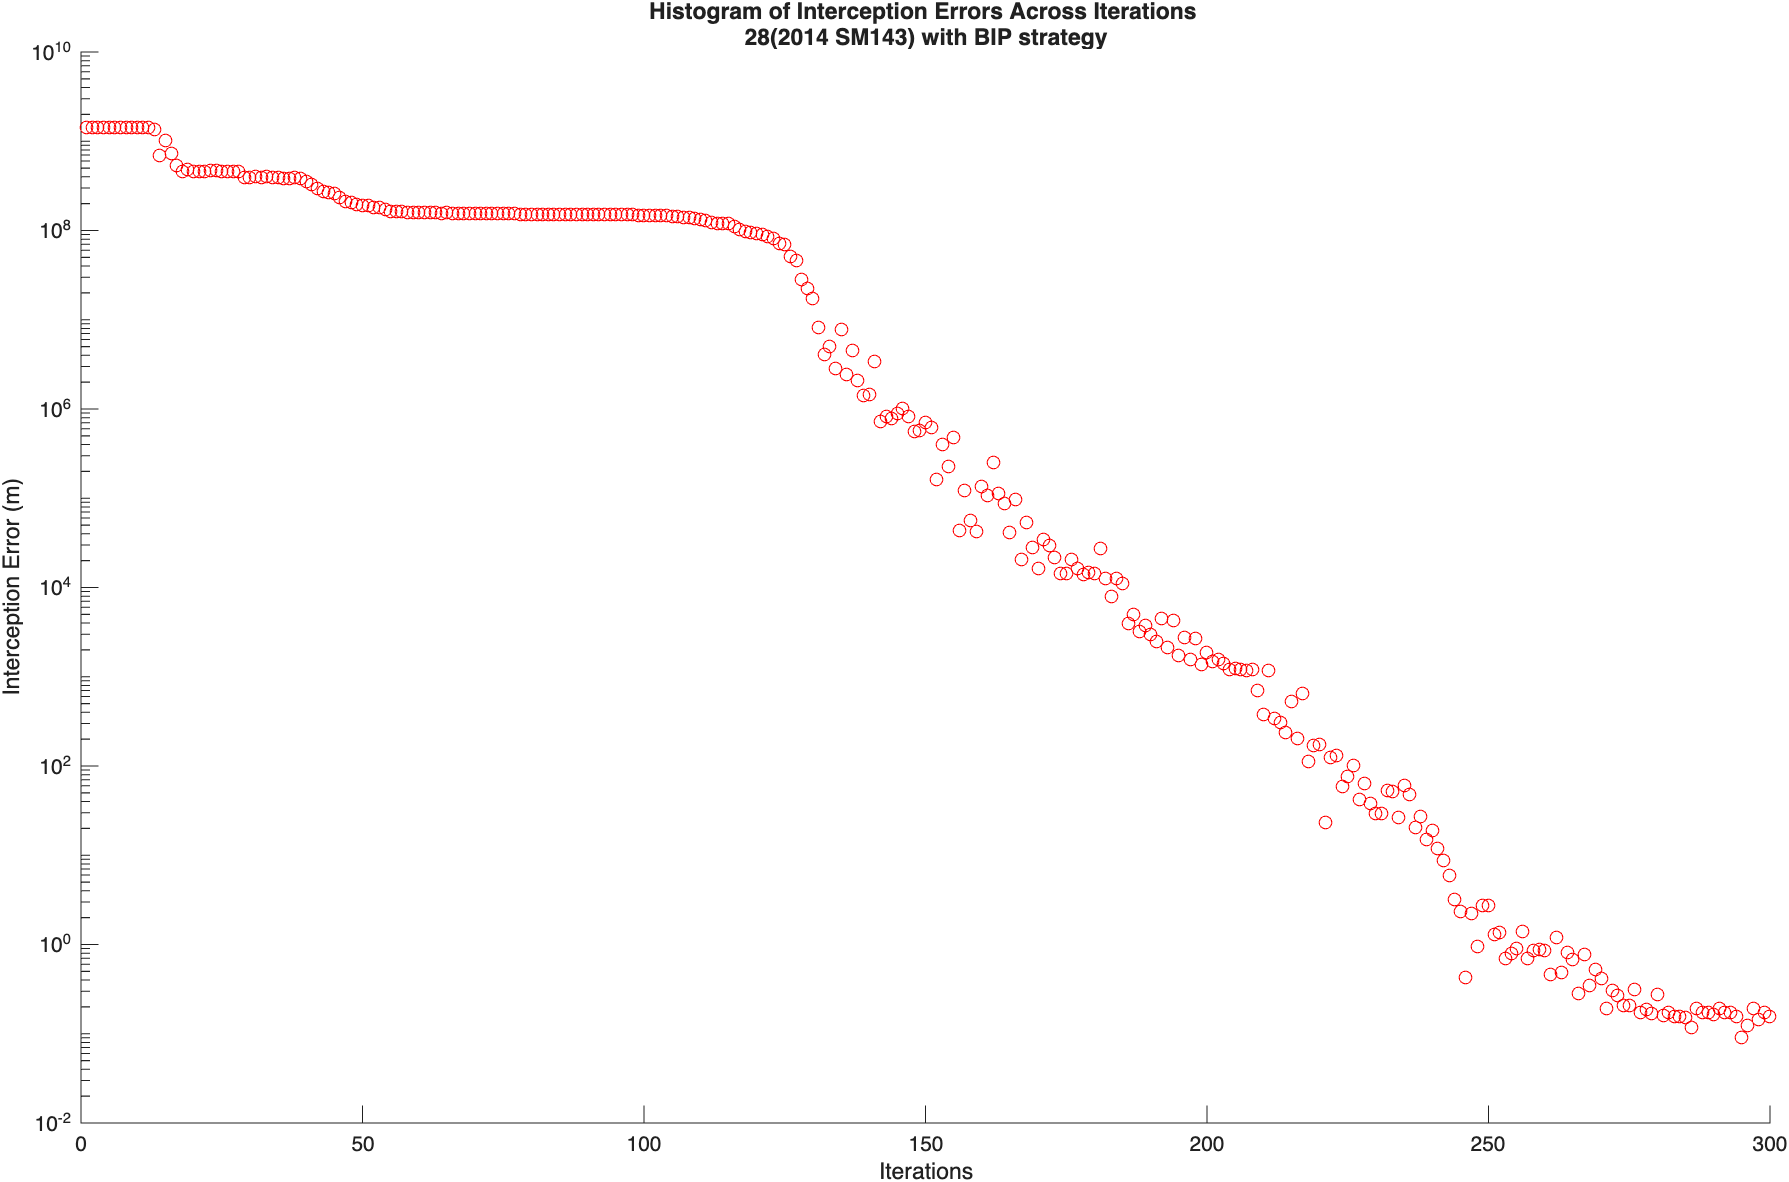 Histogram of Interception Errors Across Iterations
28(2014 SM143) with BIP strategy
Interception Error (m)
10^10
10^8
10^6
10^4
10^2
10^0
10^-2
0 50 100 150 200 250 300
Iterations